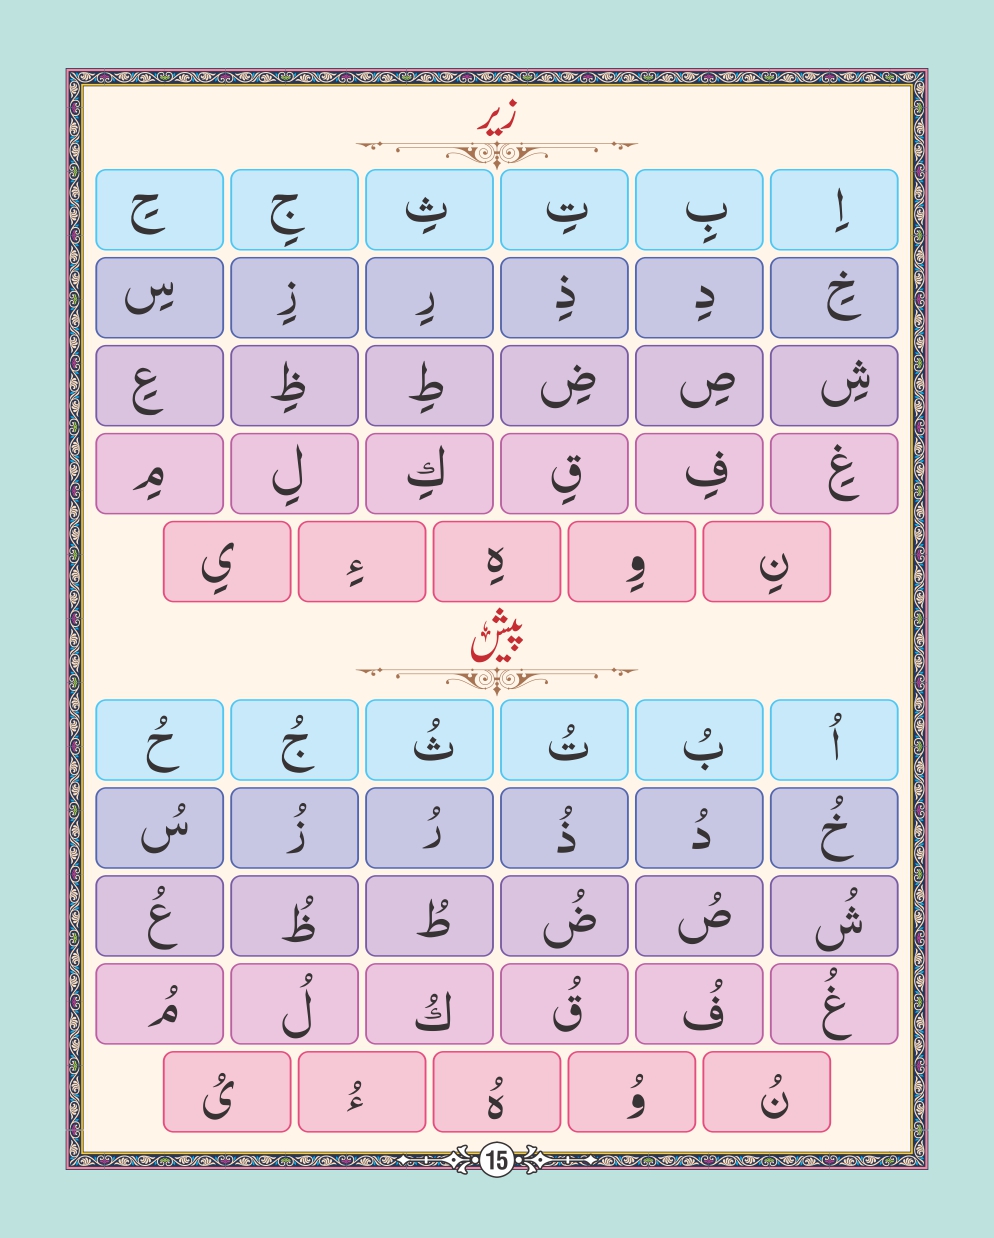 زیر
اِ بِ تِ ثِ جِ حِ
خِ دِ ذِ رِ زِ سِ
شِ صِ ضِ طِ ظِ عِ
غِ فِ قِ كِ لِ مِ
نِ وِ هِ ءِ يِ
پیش
اُ بُ تُ ثُ جُ حُ
خُ دُ ذُ رُ زُ سُ
شُ صُ ضُ طُ ظُ عُ
غُ فُ قُ كُ لُ مُ
نُ وُ هُ ءُ ىُ
15